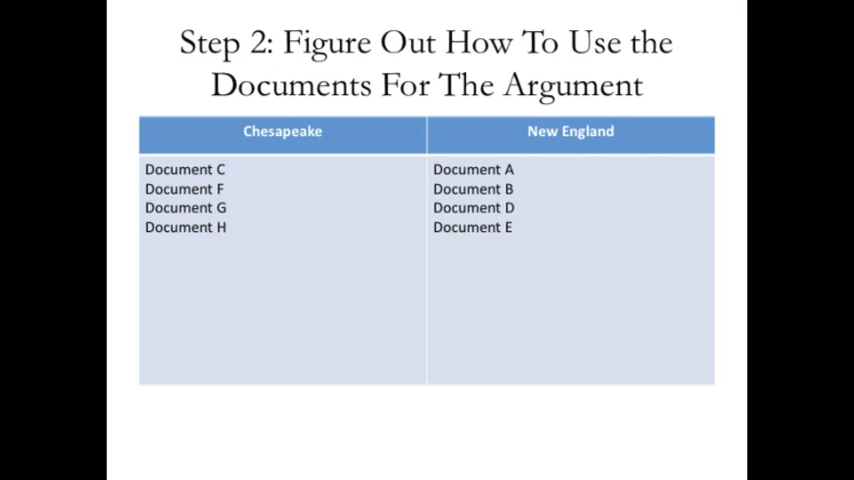 Step 2: Figure Out How To Use the
Documents For The Argument
Chesapeake
New England
Document C
Document F
Document G
Document H
Document A
Document B
Document D
Document E